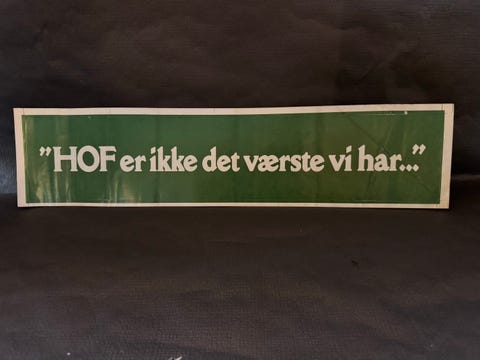 ”HOF er ikke det værste vi har...”